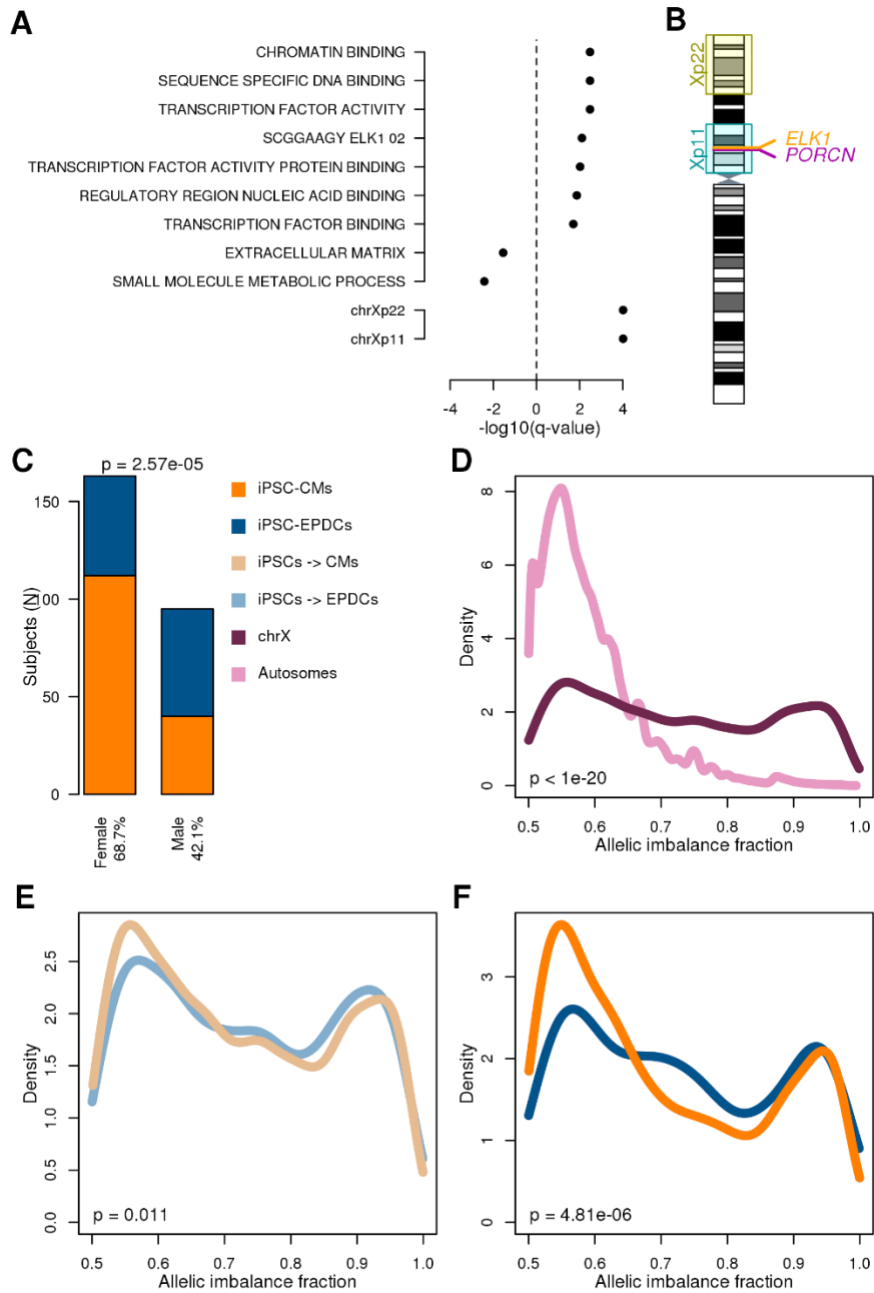 A
CHROMATIN BINDING
SEQUENCE SPECIFIC DNA BINDING
TRANSCRIPTION FACTOR ACTIVITY
SCGGAAGY ELK1 02
TRANSCRIPTION FACTOR ACTIVITY PROTEIN BINDING
REGULATORY REGION NUCLEIC ACID BINDING
TRANSCRIPTION FACTOR BINDING
EXTRACELLULAR MATRIX
SMALL MOLECULE METABOLIC PROCESS
chrXp22
chrXp11
-4 -2 0 2 4
-log10(q-value)
B
Xp22
Xp11
ELK1
PORCN
C
p = 2.57e-05
Subjects (N)
150
100
50
0
Female
68.7%
Male
42.1%
iPSC-CMs
iPSC-EPDCs
iPSCs -> CMs
iPSCs -> EPDCs
chrX
Autosomes
D
Density
8
6
4
2
0
p < 1e-20
0.5 0.6 0.7 0.8 0.9 1.0
Allelic imbalance fraction
E
Density
2.5
2.0
1.5
1.0
0.5
0.0
p = 0.011
0.5 0.6 0.7 0.8 0.9 1.0
Allelic imbalance fraction
F
Density
3
2
1
0
p = 4.81e-06
0.5 0.6 0.7 0.8 0.9 1.0
Allelic imbalance fraction